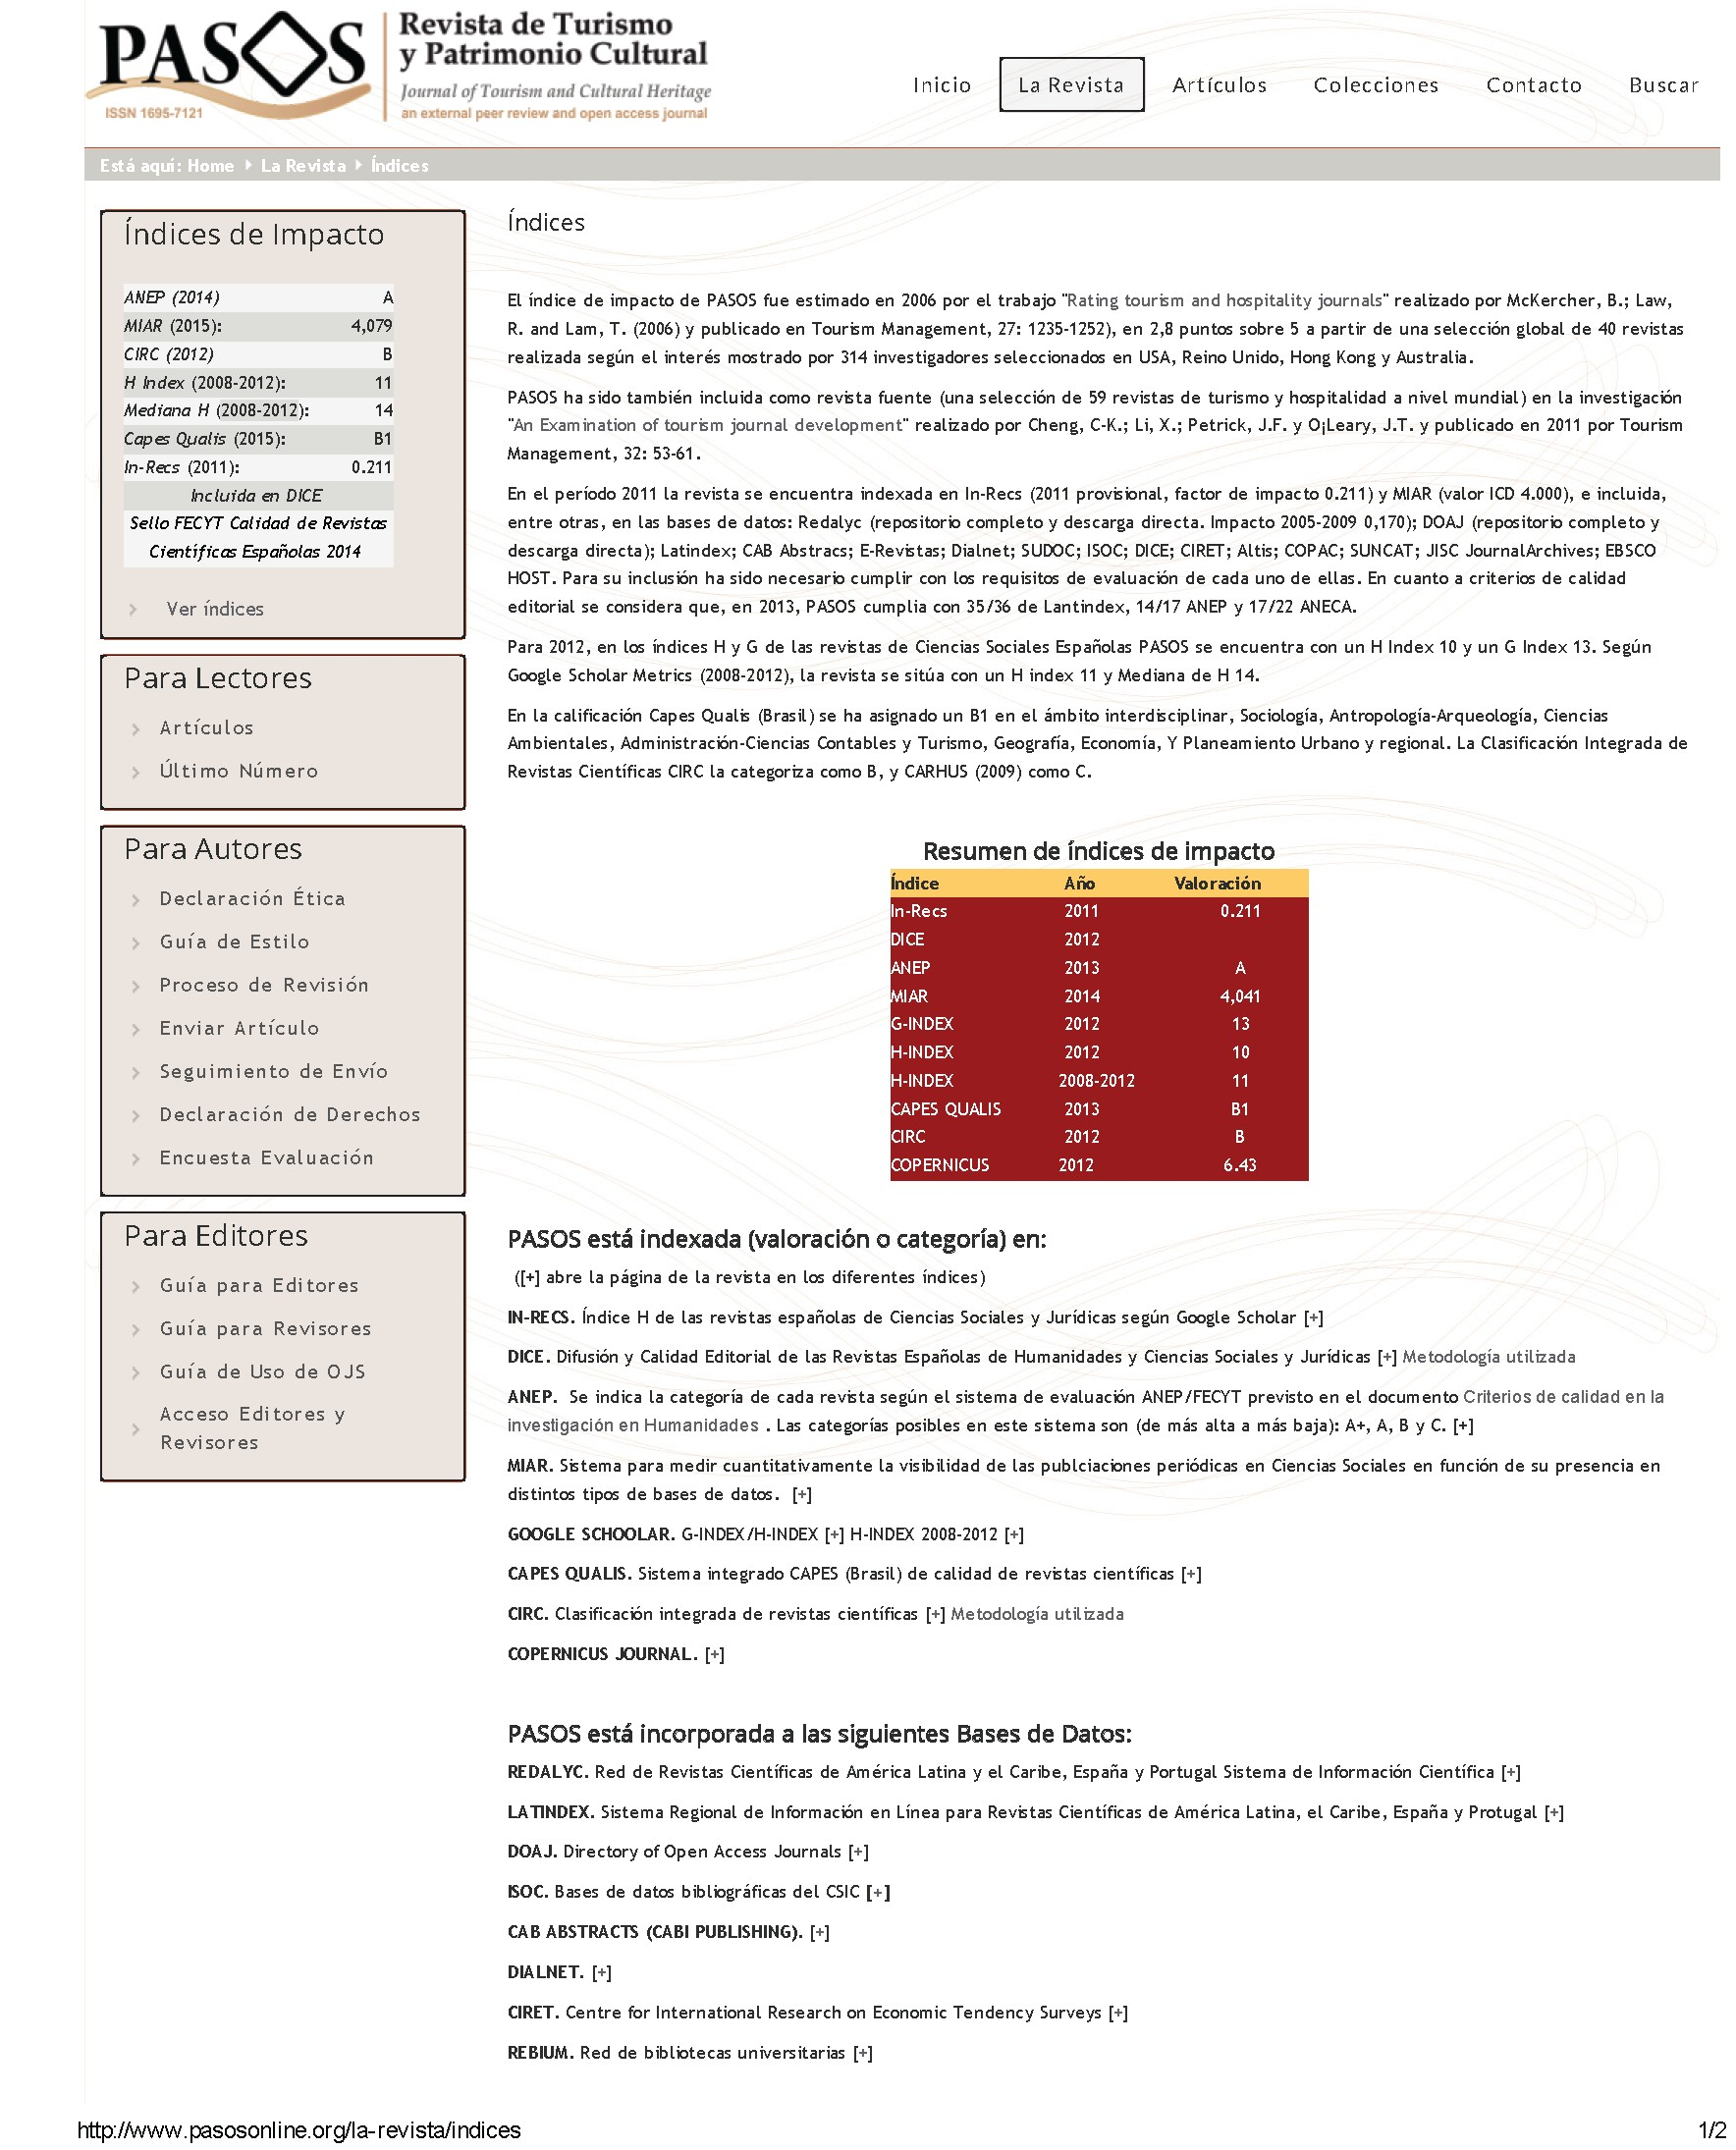 PASOS
Revista de Turismo
y Patrimonio Cultural
Journal of Tourism and Cultural Heritage
ISSN 1695-7121
an external peer review and open access journal
Inicio La Revista Artículos Colecciones Contacto Buscar
Está aquí: Home La Revista Índices
Índices de Impacto
ANEP (2014) A
MIAR (2015): 4,079
CIRC (2012) B
H Index (2008-2012): 11
Mediana H (2008-2012): 14
Capes Qualis (2015): B1
In-Recs (2011): 0.211
Incluida en DICE
Sello FECYT Calidad de Revistas
Científicas Españolas 2014
Ver índices
Para Lectores
Artículos
Último Número
Para Autores
Declaración Ética
Guía de Estilo
Proceso de Revisión
Enviar Artículo
Seguimiento de Envío
Declaración de Derechos
Encuesta Evaluación
Para Editores
Guía para Editores
Guía para Revisores
Guía de Uso de OJS
Acceso Editores y
Revisores
Índices
El índice de impacto de PASOS fue estimado en 2006 por el trabajo "Rating tourism and hospitality journals" realizado por McKercher, B.; Law,
R. and Lam, T. (2006) y publicado en Tourism Management, 27: 1235-1252), en 2,8 puntos sobre 5 a partir de una selección global de 40 revistas
realizada según el interés mostrado por 314 investigadores seleccionados en USA, Reino Unido, Hong Kong y Australia.
PASOS ha sido también incluida como revista fuente (una selección de 59 revistas de turismo y hospitalidad a nivel mundial) en la investigación
"An Examination of tourism journal development" realizado por Cheng, C-K.; Li, X.; Petrick, J.F. y O¡Leary, J.T. y publicado en 2011 por Tourism
Management, 32: 53-61.
En el período 2011 la revista se encuentra indexada en In-Recs (2011 provisional, factor de impacto 0.211) y MIAR (valor ICD 4.000), e incluida,
entre otras, en las bases de datos: Redalyc (repositorio completo y descarga directa. Impacto 2005-2009 0,170); DOAJ (repositorio completo y
descarga directa); Latindex; CAB Abstracs; E-Revistas; Dialnet; SUDOC; ISOC; DICE; CIRET; Altis; COPAC; SUNCAT; JISC JournalArchives; EBSCO
HOST. Para su inclusión ha sido necesario cumplir con los requisitos de evaluación de cada uno de ellas. En cuanto a criterios de calidad
editorial se considera que, en 2013, PASOS cumplia con 35/36 de Lantindex, 14/17 ANEP y 17/22 ANECA.
Para 2012, en los índices H y G de las revistas de Ciencias Sociales Españolas PASOS se encuentra con un H Index 10 y un G Index 13. Según
Google Scholar Metrics (2008-2012), la revista se sitúa con un H index 11 y Mediana de H 14.
En la calificación Capes Qualis (Brasil) se ha asignado un B1 en el ámbito interdisciplinar, Sociología, Antropología-Arqueología, Ciencias
Ambientales, Administración-Ciencias Contables y Turismo, Geografía, Economía, Y Planeamiento Urbano y regional. La Clasificación Integrada de
Revistas Científicas CIRC la categoriza como B, y CARHUS (2009) como C.
Resumen de índices de impacto
Índice Año Valoración
In-Recs 2011 0.211
DICE 2012
ANEP 2013 A
MIAR 2014 4,041
G-INDEX 2012 13
H-INDEX 2012 10
H-INDEX 2008-2012 11
CAPES QUALIS 2013 B1
CIRC 2012 B
COPERNICUS 2012 6.43
PASOS está indexada (valoración o categoría) en:
([+] abre la página de la revista en los diferentes índices)
IN-RECS. Índice H de las revistas españolas de Ciencias Sociales y Jurídicas según Google Scholar [+]
DICE. Difusión y Calidad Editorial de las Revistas Españolas de Humanidades y Ciencias Sociales y Jurídicas [+] Metodología utilizada
ANEP. Se indica la categoría de cada revista según el sistema de evaluación ANEP/FECYT previsto en el documento Criterios de calidad en la
investigación en Humanidades . Las categorías posibles en este sistema son (de más alta a más baja): A+, A, B y C. [+]
MIAR. Sistema para medir cuantitativamente la visibilidad de las publciaciones periódicas en Ciencias Sociales en función de su presencia en
distintos tipos de bases de datos. [+]
GOOGLE SCHOOLAR. G-INDEX/H-INDEX [+] H-INDEX 2008-2012 [+]
CAPES QUALIS. Sistema integrado CAPES (Brasil) de calidad de revistas científicas [+]
CIRC. Clasificación integrada de revistas científicas [+] Metodología utilizada
COPERNICUS JOURNAL. [+]
PASOS está incorporada a las siguientes Bases de Datos:
REDALYC. Red de Revistas Científicas de América Latina y el Caribe, España y Portugal Sistema de Información Científica [+]
LATINDEX. Sistema Regional de Información en Línea para Revistas Científicas de América Latina, el Caribe, España y Protugal [+]
DOAJ. Directory of Open Access Journals [+]
ISOC. Bases de datos bibliográficas del CSIC [+]
CAB ABSTRACTS (CABI PUBLISHING). [+]
DIALNET. [+]
CIRET. Centre for International Research on Economic Tendency Surveys [+]
REBIUM. Red de bibliotecas universitarias [+]
http://www.pasosonline.org/la-revista/indices 1/2